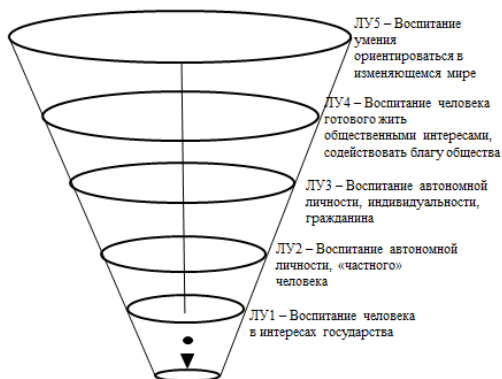 ЛУ5 – Воспитание
умения
ориентироваться в
изменяющемся мире
ЛУ4 – Воспитание человека
готового жить
общественными интересами,
содействовать благу общества
ЛУ3 – Воспитание автономной
личности, индивидуальности,
гражданина
ЛУ2 – Воспитание автономной
личности, «частного»
человека
ЛУ1 – Воспитание человека
в интересах государства